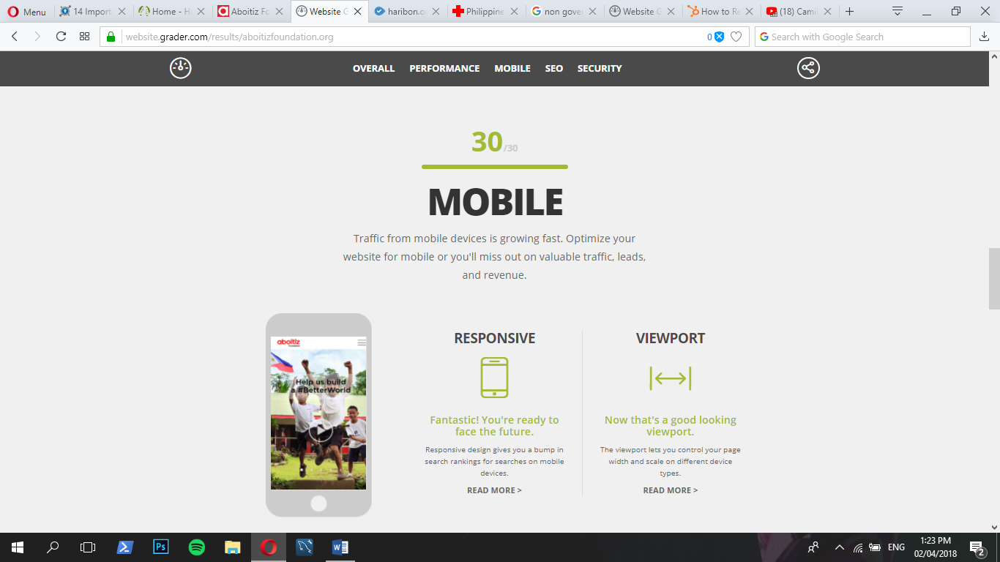 Menu
14 Import
Home - H
Aboitiz Fo
Website G
haribon.o
Philippine
non gove
Website G
How to Re
(18) Cami
website.grader.com/results/aboitizfoundation.org
0
Search with Google Search
OVERALL
PERFORMANCE
MOBILE
SEO
SECURITY
30/30
MOBILE
Traffic from mobile devices is growing fast. Optimize your
website for mobile or you'll miss out on valuable traffic, leads,
and revenue.
aboitiz
Foundation
Help us build
a #BetterWorld
RESPONSIVE
Fantastic! You're ready to
face the future.
Responsive design gives you a bump in
search rankings for searches on mobile
devices.
READ MORE >
VIEWPORT
Now that's a good looking
viewport.
The viewport lets you control your page
width and scale on different device
types.
READ MORE >
Ps
W
ENG
1:23 PM
02/04/2018
2